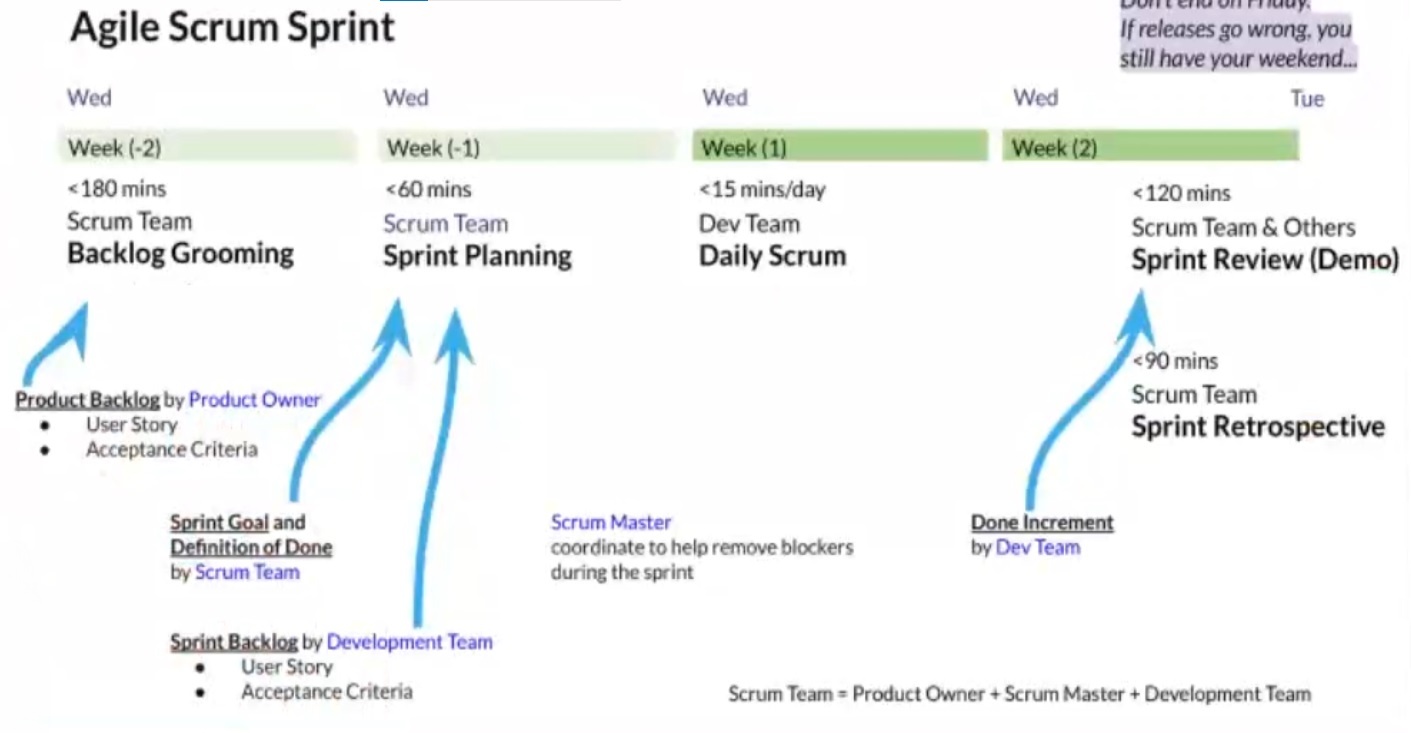 Agile Scrum Sprint
Don't end on Friday.
If releases go wrong, you
still have your weekend...
Wed Wed Wed Wed Tue
Week (-2) Week (-1) Week (1) Week (2)
<180 mins
Scrum Team
Backlog Grooming
<60 mins
Scrum Team
Sprint Planning
<15 mins/day
Dev Team
Daily Scrum
<120 mins
Scrum Team & Others
Sprint Review (Demo)
<90 mins
Scrum Team
Sprint Retrospective
Product Backlog by Product Owner
• User Story
• Acceptance Criteria
Sprint Goal and
Definition of Done
by Scrum Team
Scrum Master
coordinate to help remove blockers
during the sprint
Done Increment
by Dev Team
Sprint Backlog by Development Team
• User Story
• Acceptance Criteria
Scrum Team = Product Owner + Scrum Master + Development Team